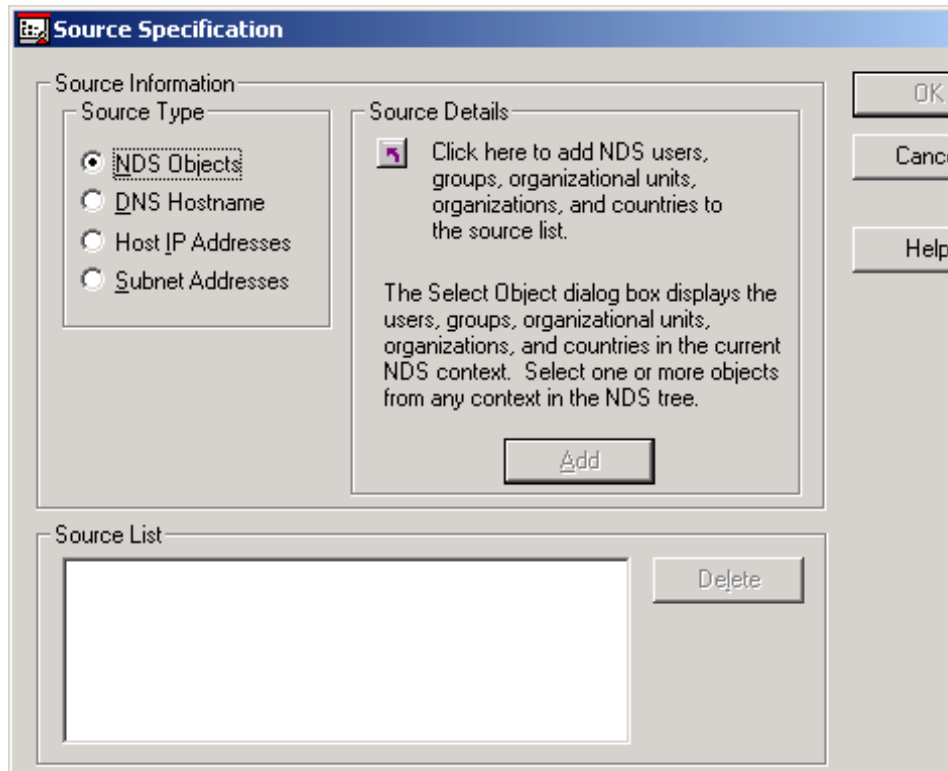 Source Specification
Source Information
Source Type
NDS Objects
DNS Hostname
Host IP Addresses
Subnet Addresses
Source Details
Click here to add NDS users,
groups, organizational units,
organizations, and countries to
the source list.
The Select Object dialog box displays the
users, groups, organizational units,
organizations, and countries in the current
NDS context. Select one or more objects
from any context in the NDS tree.
Add
OK
Cance
Help
Source List
Delete